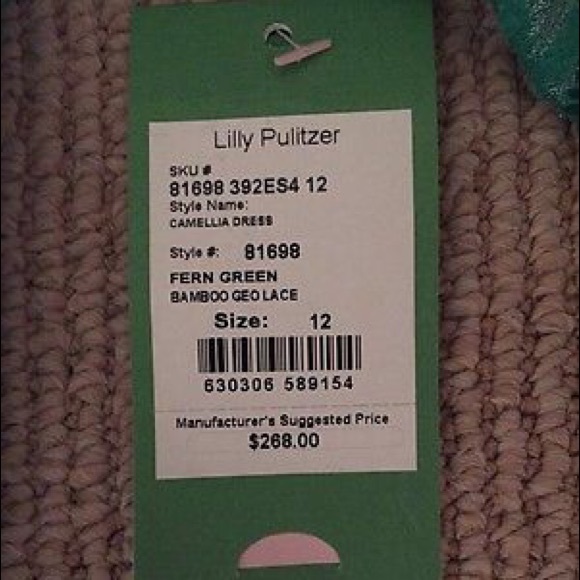 Lilly Pulitzer
SKU #
81698 392ES4 12
Style Name:
CAMELLIA DRESS
Style #: 81698
FERN GREEN
BAMBOO GEO LACE
Size: 12
630306 589154
Manufacturer's Suggested Price
$268.00